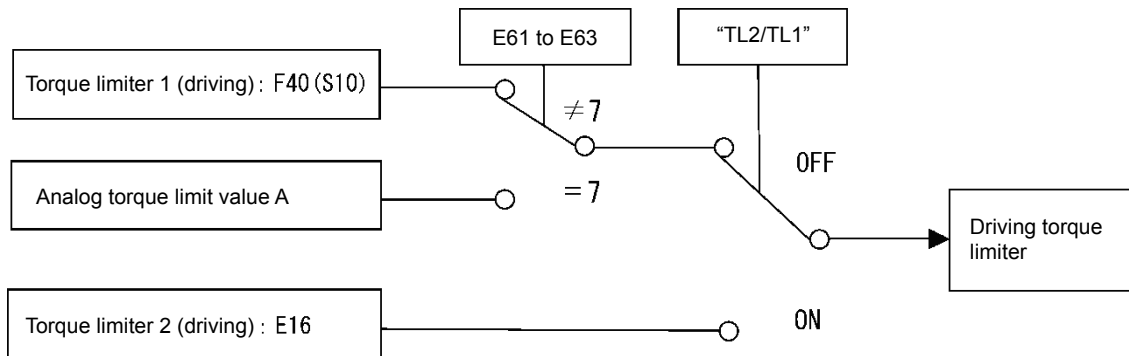 E61 to E63
“TL2/TL1”
Torque limiter 1 (driving) : F40(S10)
≠7
OFF
Analog torque limit value A
=7
Driving torque
limiter
Torque limiter 2 (driving) : E16
ON